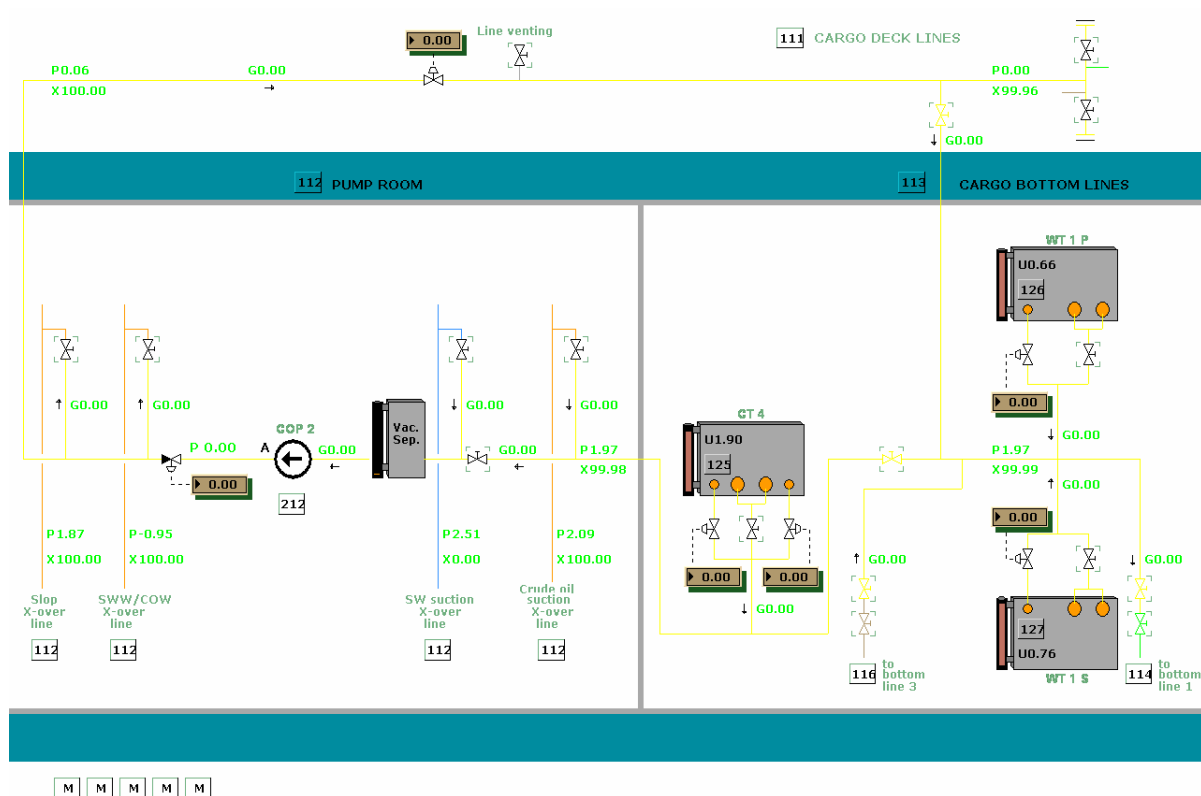 Line venting
0.00
111 CARGO DECK LINES
P0.06 G0.00 P0.00
X100.00 X99.96
G0.00
112 PUMP ROOM 113 CARGO BOTTOM LINES
WT 1 P
U0.66
126
0.00
G0.00 G0.00 G0.00 G0.00
CT 4
U1.90
125
COP 2
Vac.
Sep.
P 0.00 A G0.00 G0.00 P1.97
X99.98
G0.00
P1.97
X99.99
G0.00
0.00
212
0.00
P1.87 P-0.95 P2.51 P2.09
X100.00 X100.00 X0.00 X100.00
0.00 0.00
G0.00
G0.00
G0.00
Slop
X-over
line
112
SWW/COW
X-over
line
112
SW suction
X-over
line
112
Crude oil
suction
X-over
line
112
127
U0.76
WT 1 S
116 to
bottom
line 3
114 to
bottom
line 1
M M M M M